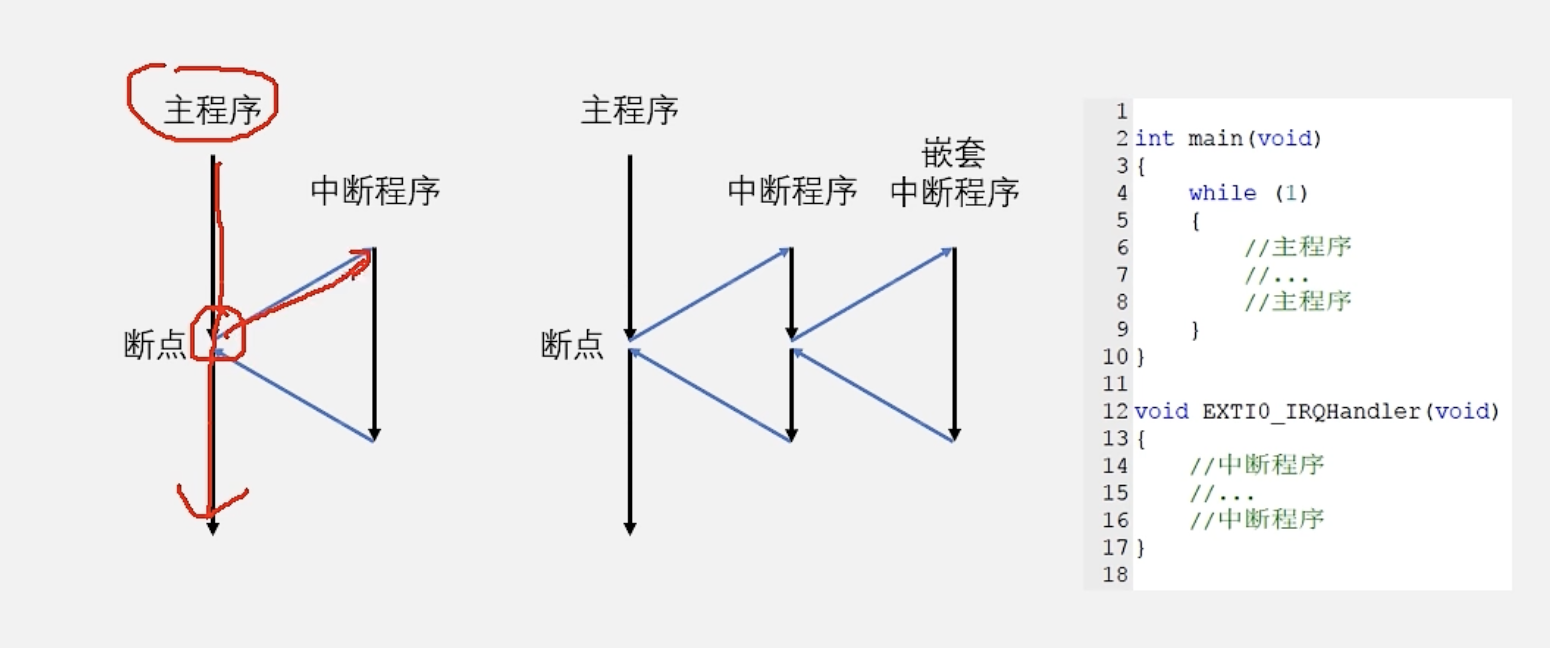 主程序
中断程序
断点
主程序
中断程序
嵌套
中断程序
断点
1
2 int main(void)
3 {
4     while (1)
5     {
6         //主程序
7         //...
8         //主程序
9     }
10 }
11
12 void EXTI0_IRQHandler(void)
13 {
14     //中断程序
15     //...
16     //中断程序
17 }
18